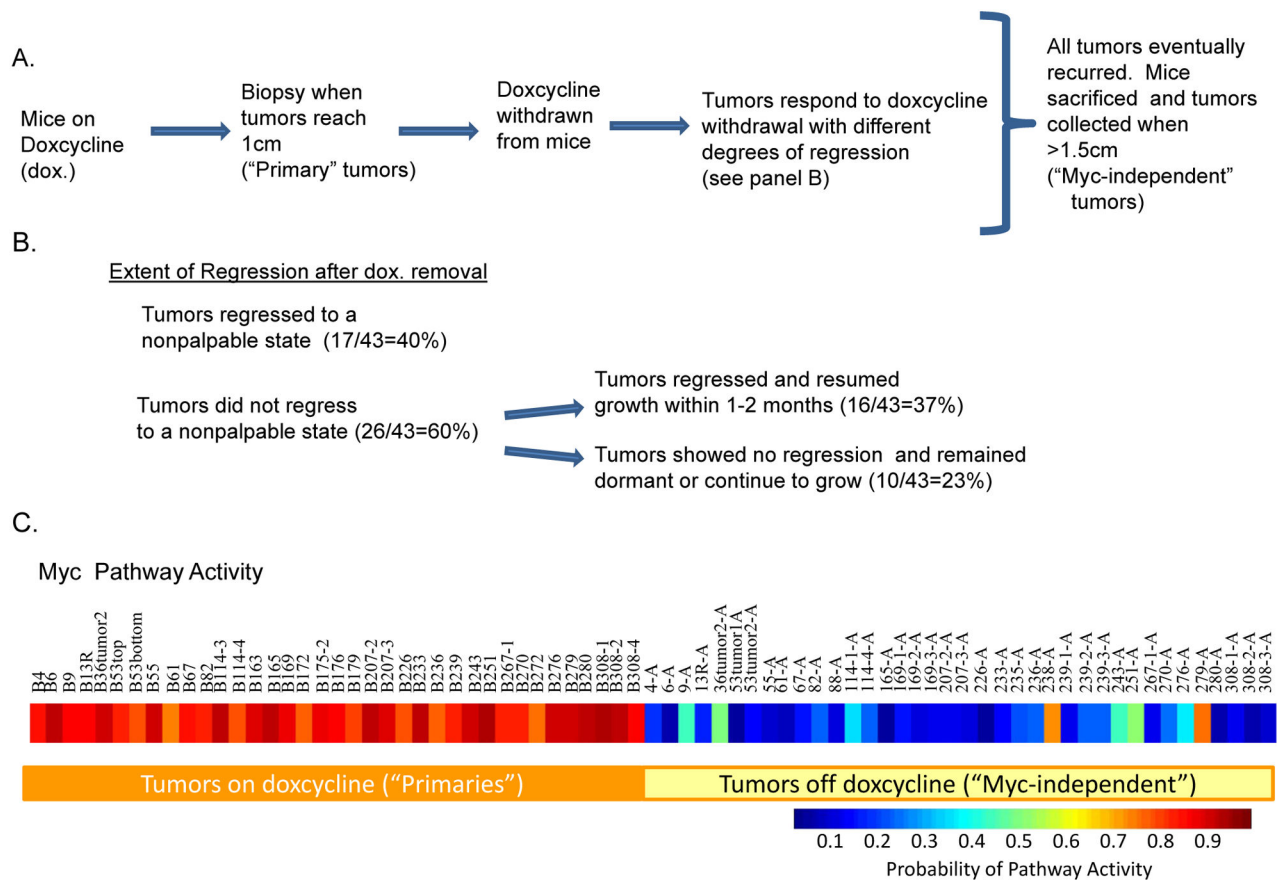 A.
Mice on
Doxcycline
(dox.)
Biopsy when
tumors reach
1cm
(“Primary” tumors)
Doxcycline
withdrawn
from mice
Tumors respond to doxcycline
withdrawal with different
degrees of regression
(see panel B)
All tumors eventually
recurred. Mice
sacrificed and tumors
collected when
>1.5cm
(“Myc-independent”
tumors)
B.
Extent of Regression after dox. removal
Tumors regressed to a
nonpalpable state (17/43=40%)
Tumors did not regress
to a nonpalpable state (26/43=60%)
Tumors regressed and resumed
growth within 1-2 months (16/43=37%)
Tumors showed no regression and remained
dormant or continue to grow (10/43=23%)
C.
Myc Pathway Activity
B4
B6
B9
B13R
B36tumor2
B53top
B53bottom
B55
B61
B67
B82
B114-3
B114-4
B163
B165
B169
B172
B175-2
B176
B179
B207-2
B207-3
B226
B233
B236
B239
B243
B251
B267-1
B270
B272
B276
B279
B280
B308-1
B308-2
B308-4
4-A
6-A
9-A
13R-A
36tumor2-A
53tumor1A
53tumor2-A
55-A
61-A
67-A
82-A
88-A
114-1-A
114-4-A
165-A
169-1-A
169-2-A
169-3-A
207-2-A
207-3-A
226-A
233-A
235-A
236-A
238-A
239-1-A
239-2-A
239-3-A
243-A
251-A
267-1-A
270-A
276-A
279-A
280-A
308-1-A
308-2-A
308-3-A
Tumors on doxcycline (“Primaries”)
Tumors off doxcycline (“Myc-independent”)
0.1 0.2 0.3 0.4 0.5 0.6 0.7 0.8 0.9
Probability of Pathway Activity